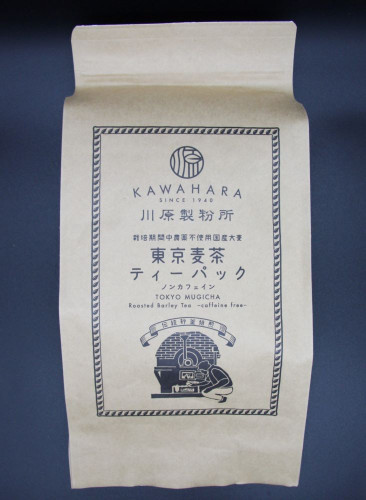 KAWAHARA
SINCE 1940
川原製粉所
栽培期間中農薬不使用国産大麦
東京麦茶
ティーパック
ノンカフェイン
TOKYO MUGICHA
Roasted Barley Tea -caffeine free-